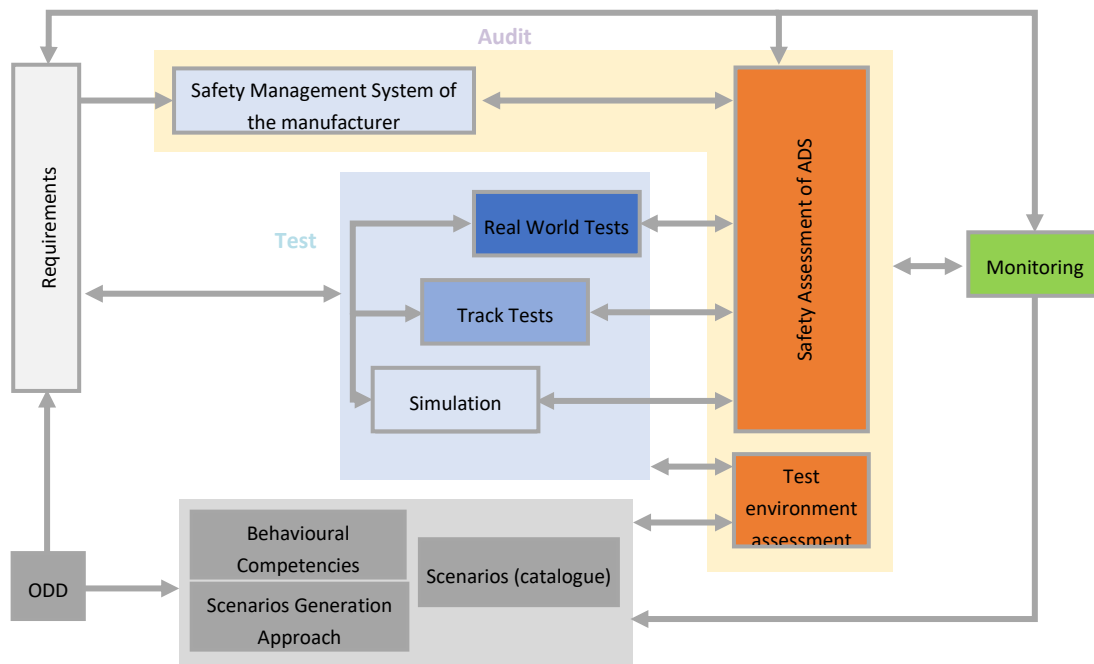 Audit
Safety Management System of
the manufacturer
Requirements
Safety Assessment of ADS
Test
Real World Tests
Monitoring
Track Tests
Simulation
Test
environment
assessment
Behavioural
Competencies
Scenarios (catalogue)
ODD
Scenarios Generation
Approach